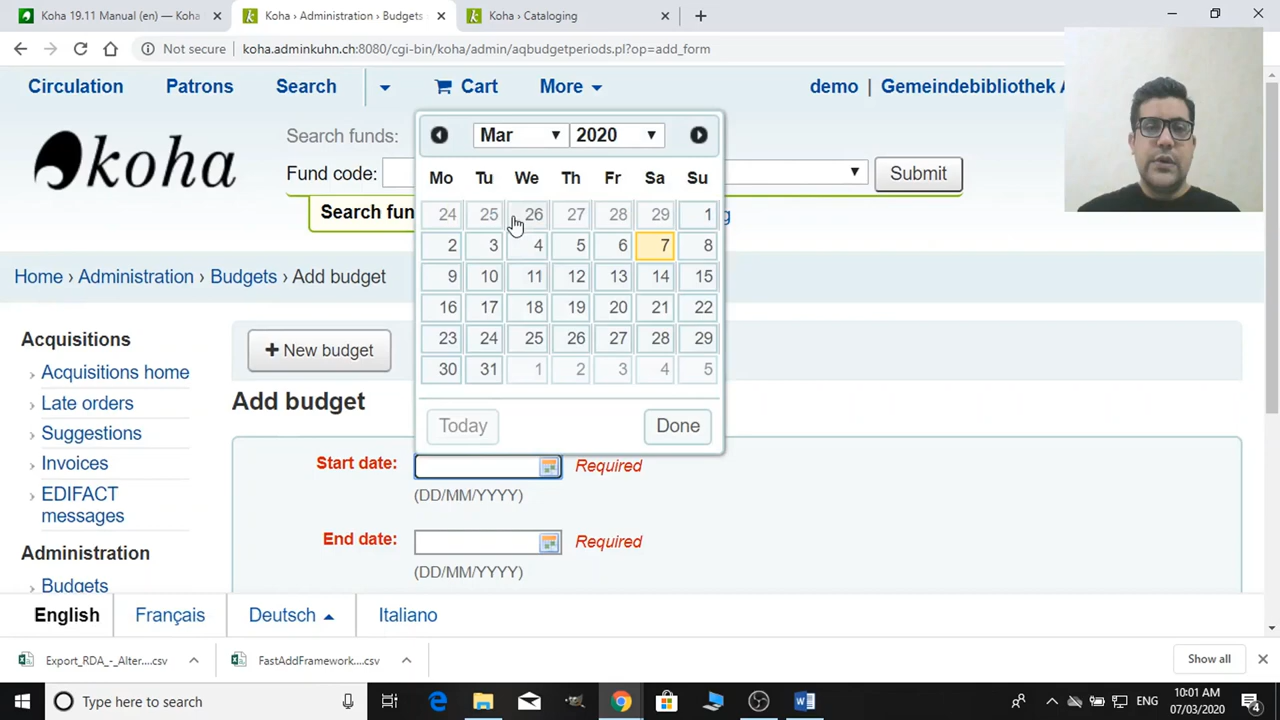 Koha 19.11 Manual (en) — Koha
Koha › Administration › Budgets
Koha › Cataloging
Not secure
koha.adminkuhn.ch:8080/cgi-bin/koha/admin/aqbudgetperiods.pl?op=add_form
Circulation
Patrons
Search
Cart
More
demo
Gemeindebibliothek A
koha
Search funds:
Fund code:
Submit
Search fun
g
Mar
2020
Mo Tu We Th Fr Sa Su
24 25 26 27 28 29 1
2 3 4 5 6 7 8
9 10 11 12 13 14 15
16 17 18 19 20 21 22
23 24 25 26 27 28 29
30 31 1 2 3 4 5
Today
Done
Home › Administration › Budgets › Add budget
Acquisitions
Acquisitions home
Late orders
Suggestions
Invoices
EDIFACT
messages
Administration
Budgets
+ New budget
Add budget
Start date:
Required
(DD/MM/YYYY)
End date:
Required
(DD/MM/YYYY)
English
Français
Deutsch
Italiano
Export_RDA_-_Alter....csv
FastAddFramework....csv
Show all
Type here to search
ENG
10:01 AM
07/03/2020
4